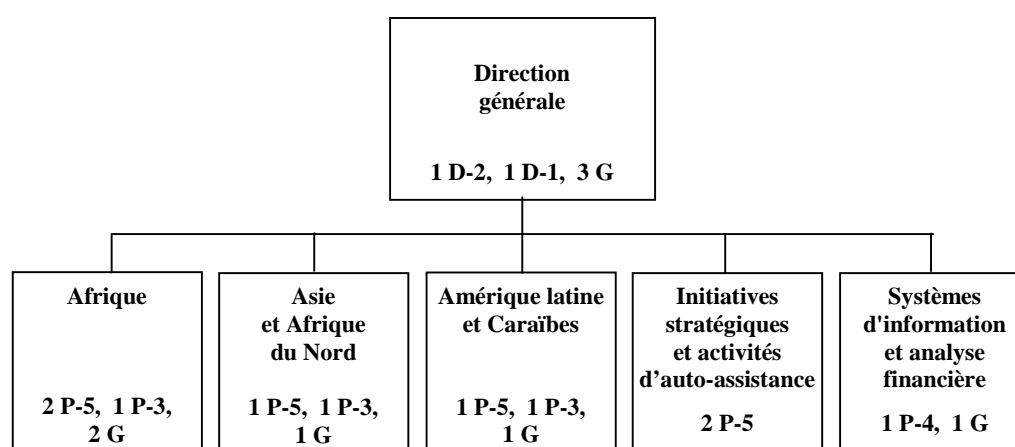 Direction
générale
1 D-2, 1 D-1, 3 G
Afrique
2 P-5, 1 P-3,
2 G
Asie
et Afrique
du Nord
1 P-5, 1 P-3,
1 G
Amérique latine
et Caraïbes
1 P-5, 1 P-3,
1 G
Initiatives
stratégiques
et activités
d’auto-assistance
2 P-5
Systèmes
d'information
et analyse
financière
1 P-4, 1 G